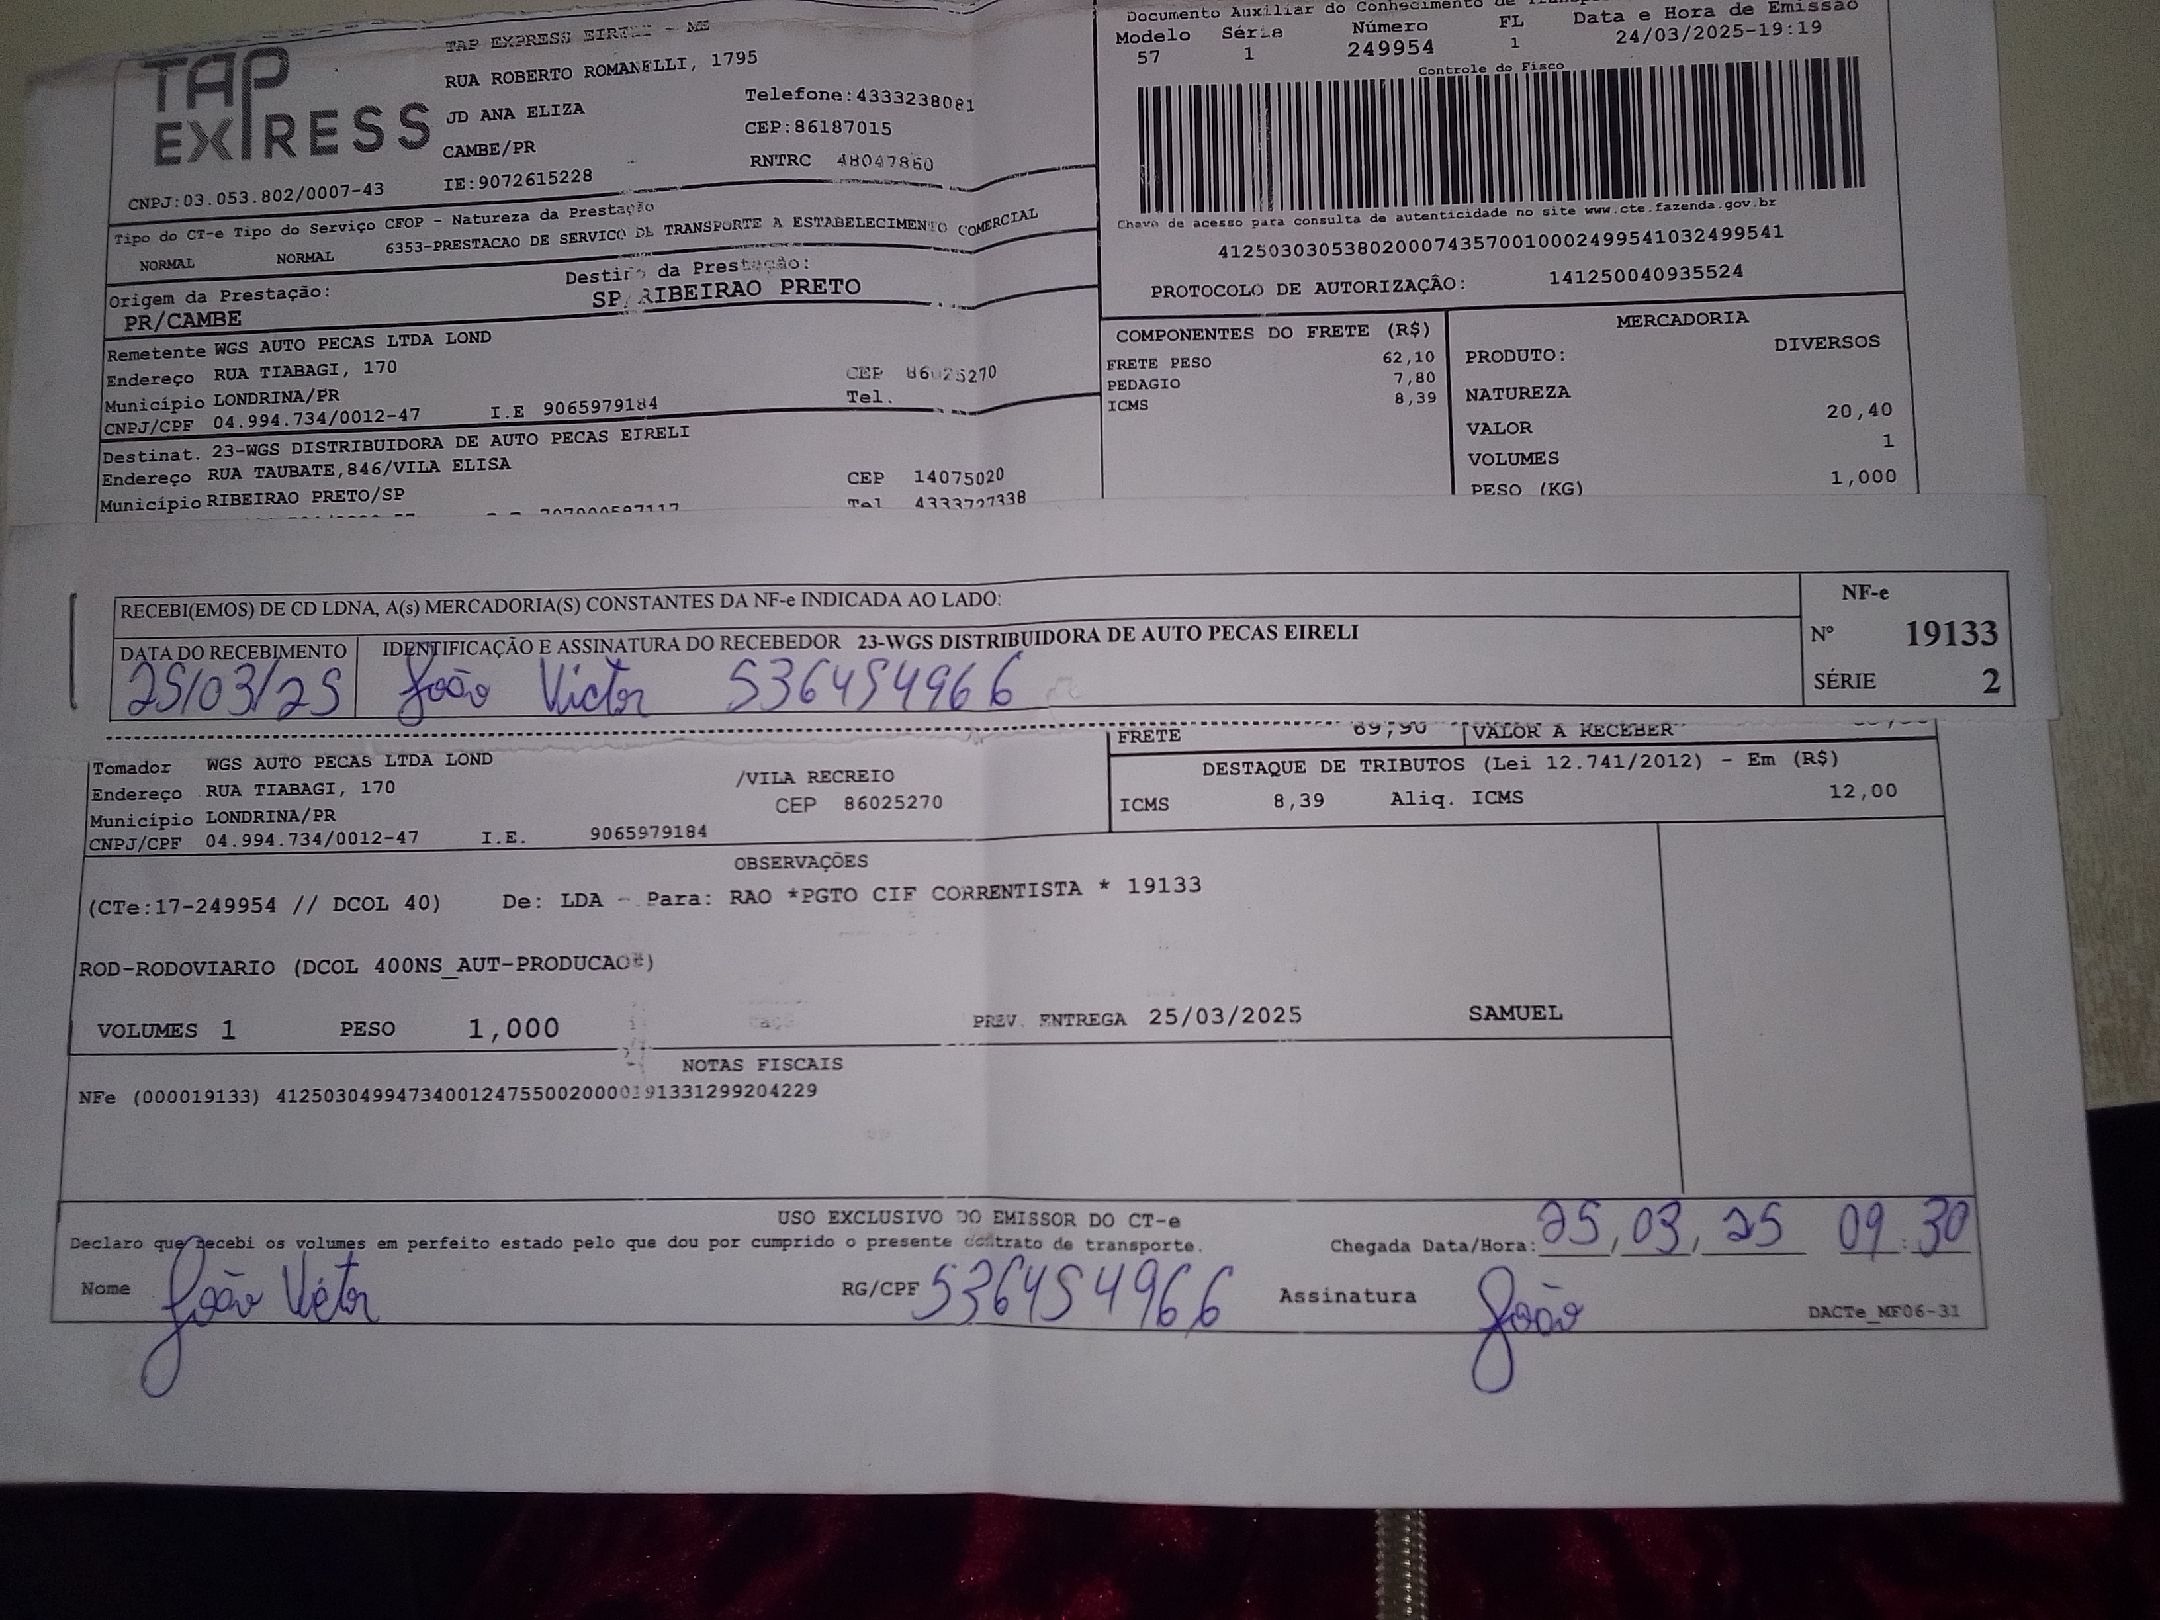 TAP EXPRESS
TAP EXPRESS EIRELI - ME
RUA ROBERTO ROMANELLI, 1795
JD ANA ELIZA Telefone:4333238081
CAMBE/PR CEP:86187015
CNPJ:03.053.802/0007-43 IE:9072615228 RNTRC 48047860
Documento Auxiliar do Conhecimento de
Modelo Série Número FL Data e Hora de Emissão
57 1 249954 1 24/03/2025-19:19
Controle do Fisco
Chave de acesso para consulta de autenticidade no site www.cte.fazenda.gov.br
41250303053802000743570010002499541032499541
PROTOCOLO DE AUTORIZAÇÃO: 141250040935524
Tipo do CT-e Tipo do Serviço CFOP - Natureza da Prestação
NORMAL NORMAL 6353-PRESTACAO DE SERVICO DE TRANSPORTE A ESTABELECIMENTO COMERCIAL
Origem da Prestação: Destino da Prestação:
PR/CAMBE SP/RIBEIRAO PRETO
Remetente WGS AUTO PECAS LTDA LOND
Endereço RUA TIABAGI, 170 CEP 86025270
Município LONDRINA/PR Tel.
CNPJ/CPF 04.994.734/0012-47 I.E 9065979184
Destinat. 23-WGS DISTRIBUIDORA DE AUTO PECAS EIRELI
Endereço RUA TAUBATE,846/VILA ELISA CEP 14075020
Município RIBEIRAO PRETO/SP Tel 4333727338
COMPONENTES DO FRETE (R$)
FRETE PESO 62,10
PEDAGIO 7,80
ICMS 8,39
MERCADORIA
PRODUTO: DIVERSOS
NATUREZA
VALOR 20,40
VOLUMES 1
PESO (KG) 1,000
RECEBI(EMOS) DE CD LDNA, A(s) MERCADORIA(S) CONSTANTES DA NF-e INDICADA AO LADO:
DATA DO RECEBIMENTO IDENTIFICAÇÃO E ASSINATURA DO RECEBEDOR 23-WGS DISTRIBUIDORA DE AUTO PECAS EIRELI
25/03/25 João Victor 536454966
NF-e
Nº 19133
SÉRIE 2
FRETE 69,90 VALOR A RECEBER
Tomador WGS AUTO PECAS LTDA LOND
Endereço RUA TIABAGI, 170 /VILA RECREIO
Município LONDRINA/PR CEP 86025270
CNPJ/CPF 04.994.734/0012-47 I.E. 9065979184
DESTAQUE DE TRIBUTOS (Lei 12.741/2012) - Em (R$)
ICMS 8,39 Aliq. ICMS 12,00
OBSERVAÇÕES
(CTe:17-249954 // DCOL 40) De: LDA - Para: RAO *PGTO CIF CORRENTISTA * 19133
ROD-RODOVIARIO (DCOL 400NS_AUT-PRODUCAO*)
VOLUMES 1 PESO 1,000 PREV. ENTREGA 25/03/2025 SAMUEL
NOTAS FISCAIS
NFe (000019133) 41250304994734001247550020000191331299204229
USO EXCLUSIVO DO EMISSOR DO CT-e
Declaro que recebi os volumes em perfeito estado pelo que dou por cumprido o presente contrato de transporte. Chegada Data/Hora: 25/03/25 09:30
Nome João Victor RG/CPF 536454966 Assinatura João
DACTe_MF06-31